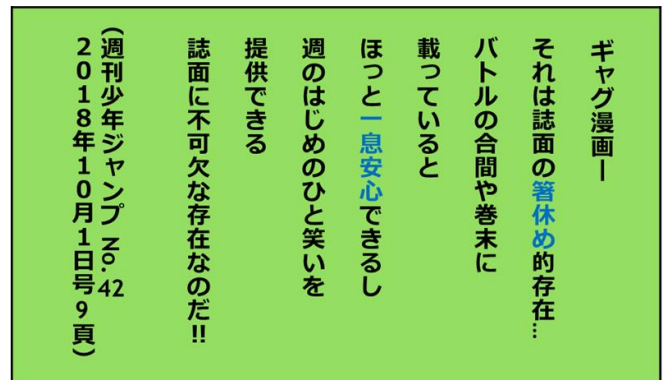 ギャグ漫画ー
それは誌面の箸休め的存在…
バトルの合間や巻末に
載っていると
ほっと一息安心できるし
週のはじめのひと笑いを
提供できる
誌面に不可欠な存在なのだ!!
(週刊少年ジャンプ No.42
2018年10月1日号9頁)